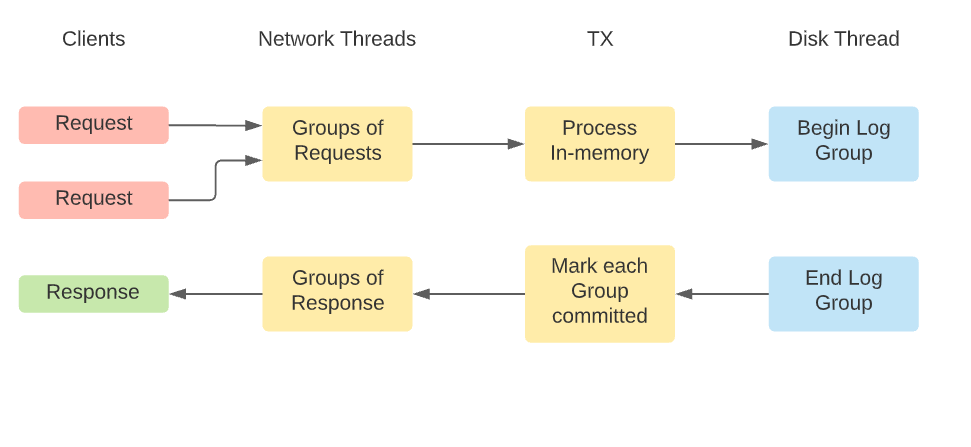 Clients
Network Threads
TX
Disk Thread
Request
Groups of
Requests
Process
In-memory
Begin Log
Group
Request
Response
Groups of
Response
Mark each
Group
committed
End Log
Group